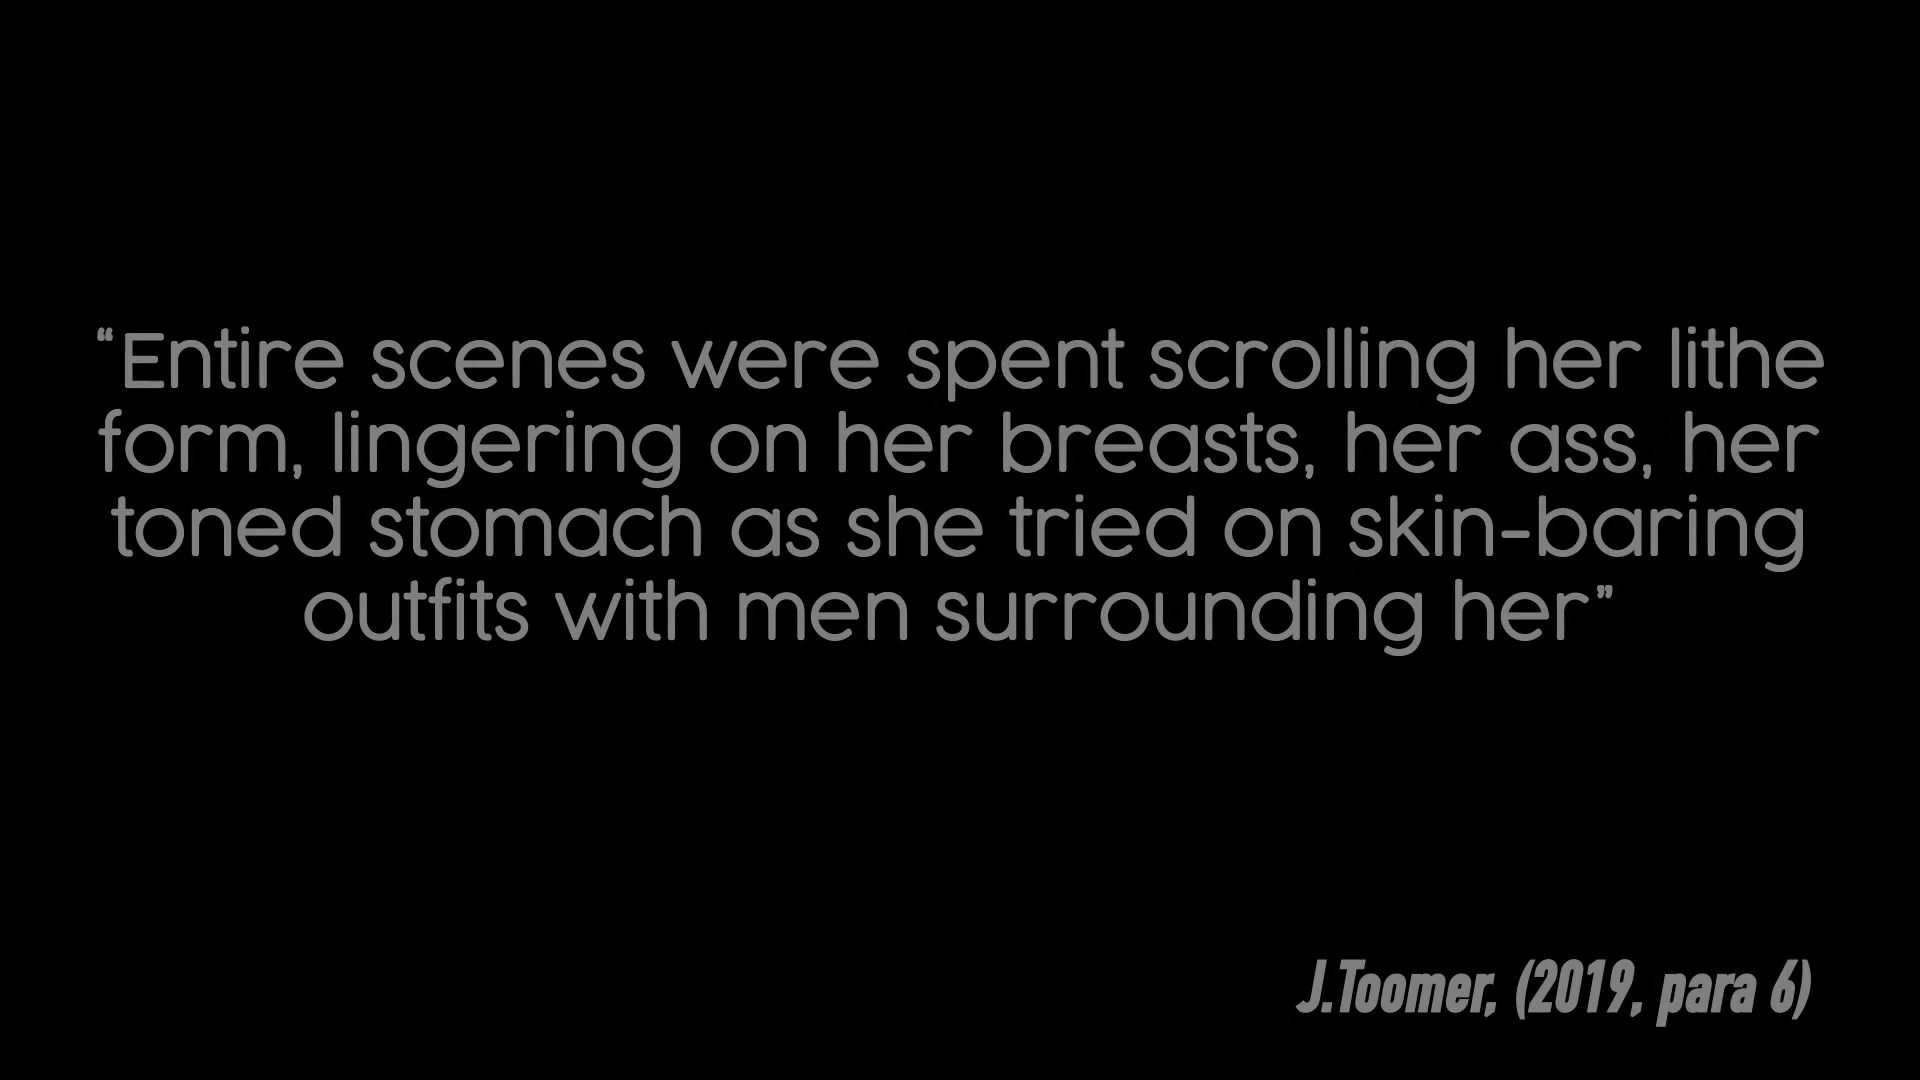 “Entire scenes were spent scrolling her lithe
form, lingering on her breasts, her ass, her
toned stomach as she tried on skin-baring
outfits with men surrounding her”
J.Toomer, (2019, para 6)